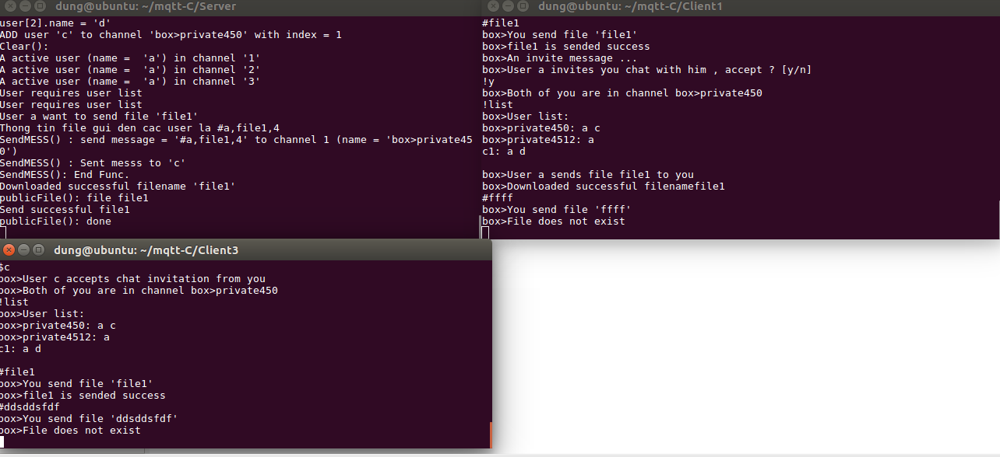 dung@ubuntu: ~/mqtt-C/Server
user[2].name = 'd'
ADD user 'c' to channel 'box>private450' with index = 1
Clear():
A active user (name =  'a') in channel '1'
A active user (name =  'a') in channel '2'
A active user (name =  'a') in channel '3'
User requires user list
User requires user list
User a want to send file 'file1'
Thong tin file gui den cac user la #a,file1,4
SendMESS() : send message = '#a,file1,4' to channel 1 (name = 'box>private45
0')
SendMESS() : Sent messs to 'c'
SendMESS(): End Func.
Downloaded successful filename 'file1'
publicFile(): file file1
Send successful file1
publicFile(): done
dung@ubuntu: ~/mqtt-C/Client1
#file1
box>You send file 'file1'
box>file1 is sended success
box>An invite message ...
box>User a invites you chat with him , accept ? [y/n]
!y
box>Both of you are in channel box>private450
!list
box>User list:
box>private450: a c
box>private4512: a
c1: a d
box>User a sends file file1 to you
box>Downloaded successful filenamefile1
#ffff
box>You send file 'ffff'
box>File does not exist
dung@ubuntu: ~/mqtt-C/Client3
$c
box>User c accepts chat invitation from you
box>Both of you are in channel box>private450
!list
box>User list:
box>private450: a c
box>private4512: a
c1: a d
#file1
box>You send file 'file1'
box>file1 is sended success
#ddsddsfdf
box>You send file 'ddsddsfdf'
box>File does not exist